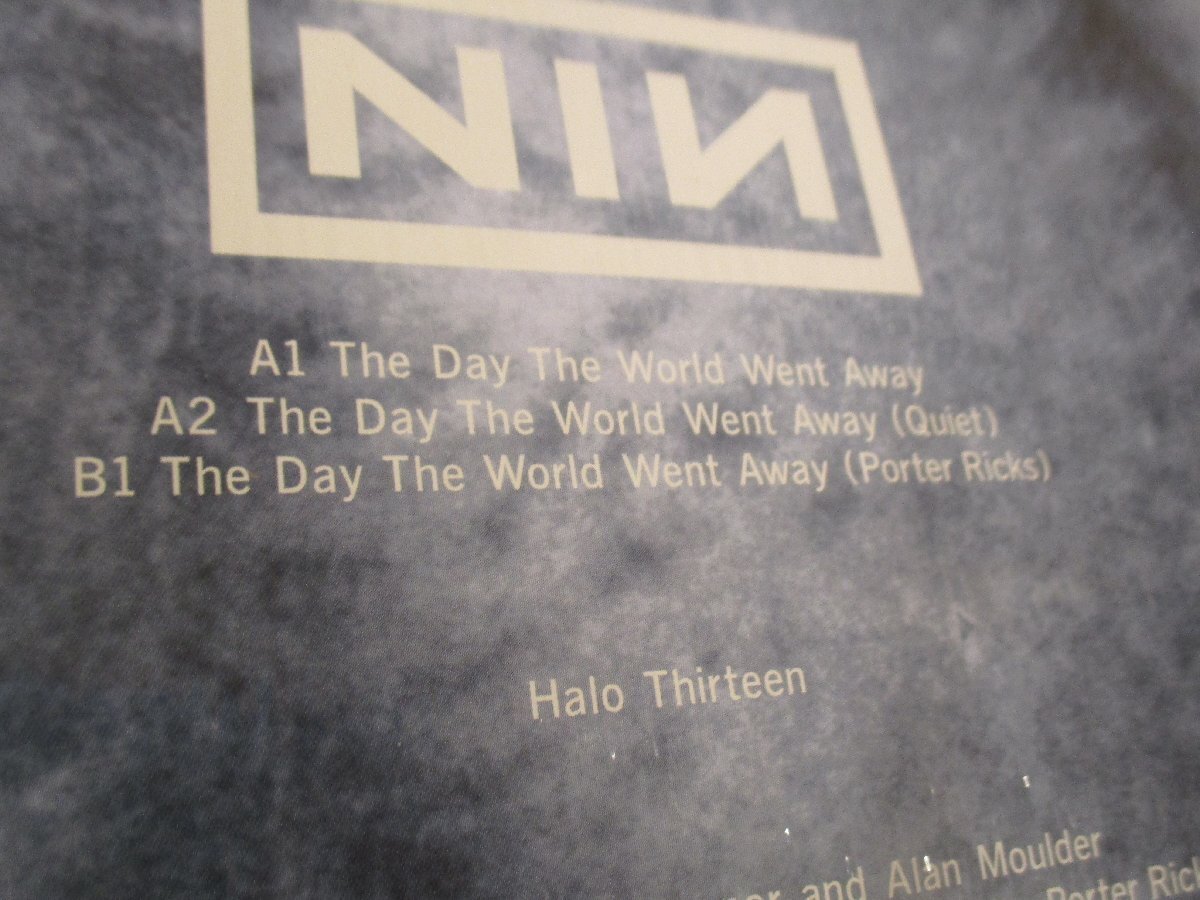 NIN
A1 The Day The World Went Away
A2 The Day The World Went Away (Quiet)
B1 The Day The World Went Away (Porter Ricks)
Halo Thirteen
and Alan Moulder
Porter